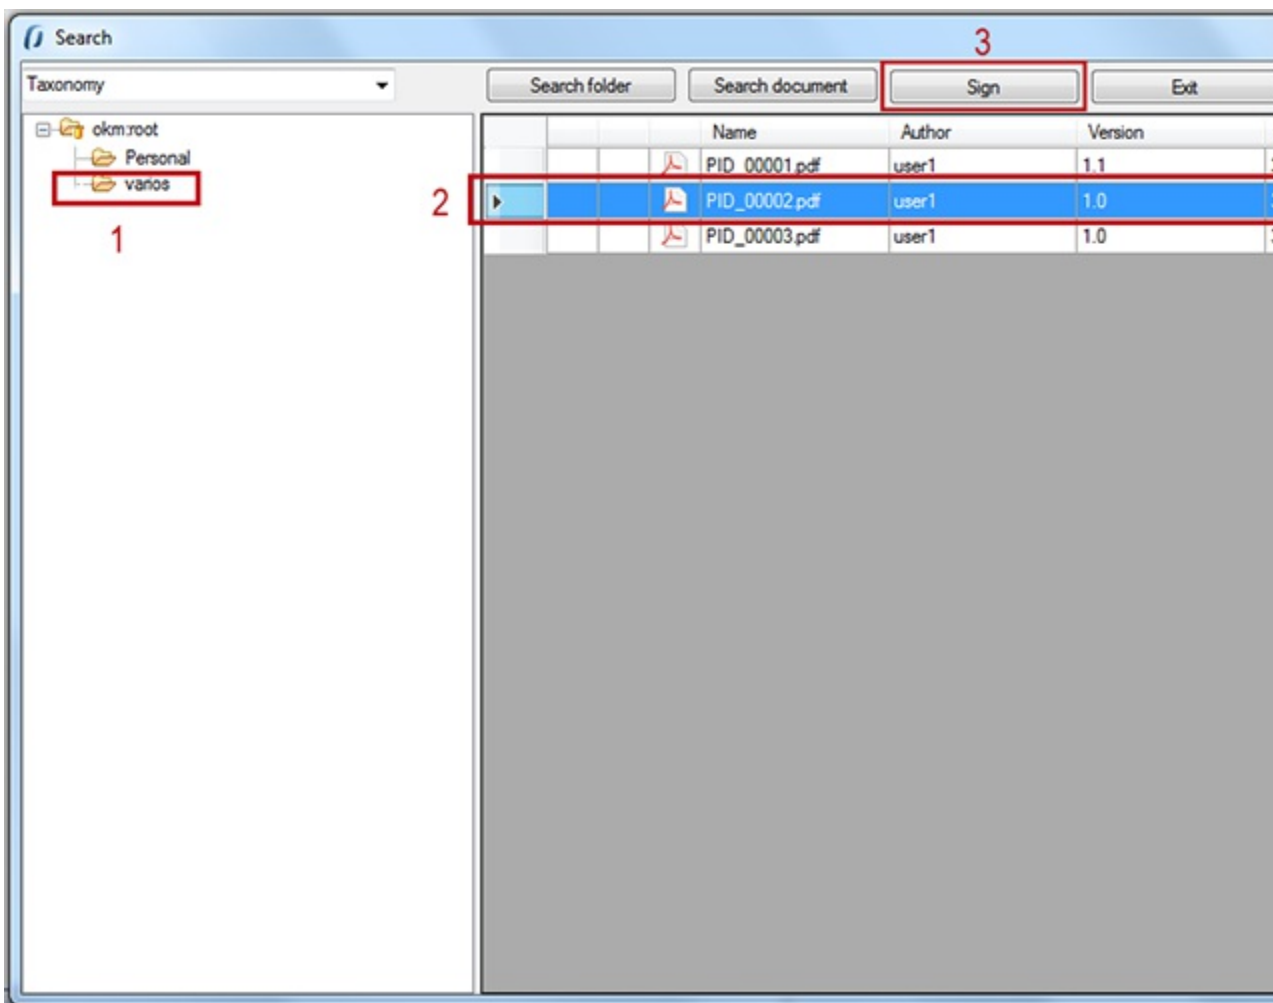 Search
3
Taxonomy
Search folder Search document Sign Exit
okm:root
Personal
varios
1
Name Author Version
PID_00001.pdf user1 1.1
2
PID_00002.pdf user1 1.0
PID_00003.pdf user1 1.0